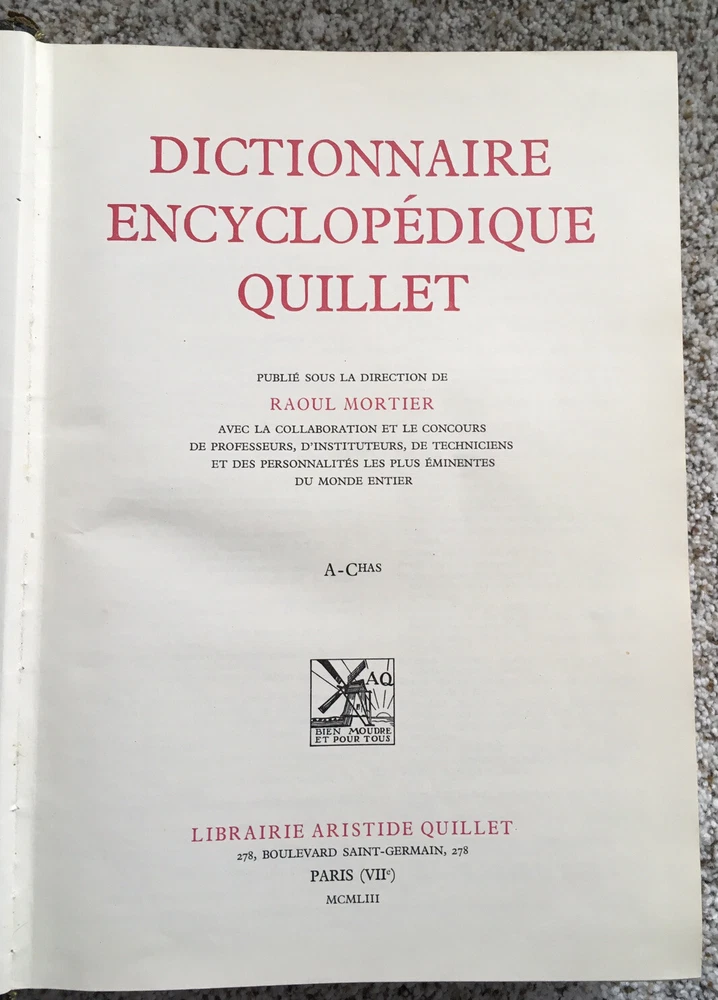 DICTIONNAIRE
ENCYCLOPÉDIQUE
QUILLET
PUBLIÉ SOUS LA DIRECTION DE
RAOUL MORTIER
AVEC LA COLLABORATION ET LE CONCOURS
DE PROFESSEURS, D'INSTITUTEURS, DE TECHNICIENS
ET DES PERSONNALITÉS LES PLUS ÉMINENTES
DU MONDE ENTIER
A-CHAS
AQ
BIEN MOUDRE
ET POUR TOUS
LIBRAIRIE ARISTIDE QUILLET
278, BOULEVARD SAINT-GERMAIN, 278
PARIS (VIIe)
MCMLIII